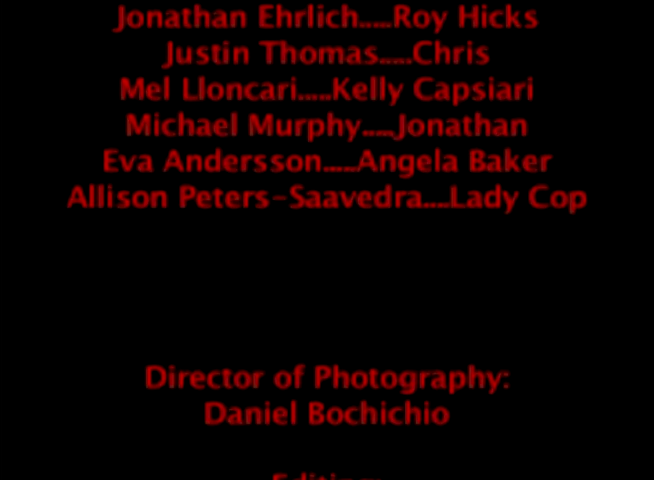 Jonathan Ehrlich.....Roy Hicks
Justin Thomas.....Chris
Mel Lloncari.....Kelly Capsiari
Michael Murphy.....Jonathan
Eva Andersson.....Angela Baker
Allison Peters-Saavedra....Lady Cop
Director of Photography:
Daniel Bochichio